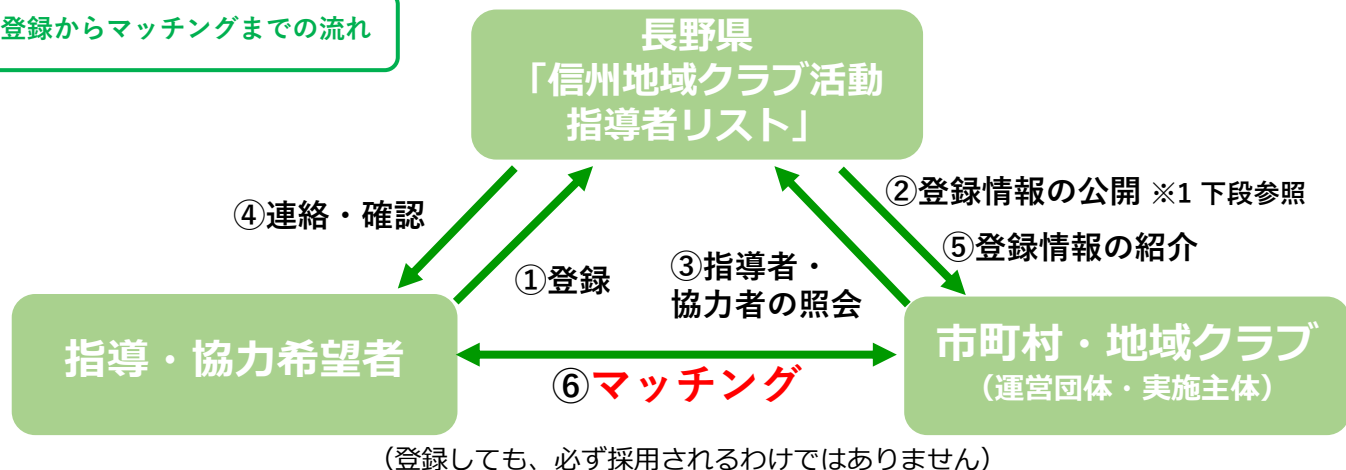 登録からマッチングまでの流れ
長野県
「信州地域クラブ活動
指導者リスト」
②登録情報の公開 ※1 下段参照
④連絡・確認
⑤登録情報の紹介
①登録
③指導者・
協力者の照会
指導・協力希望者
市町村・地域クラブ
（運営団体・実施主体）
⑥マッチング
（登録しても、必ず採用されるわけではありません）